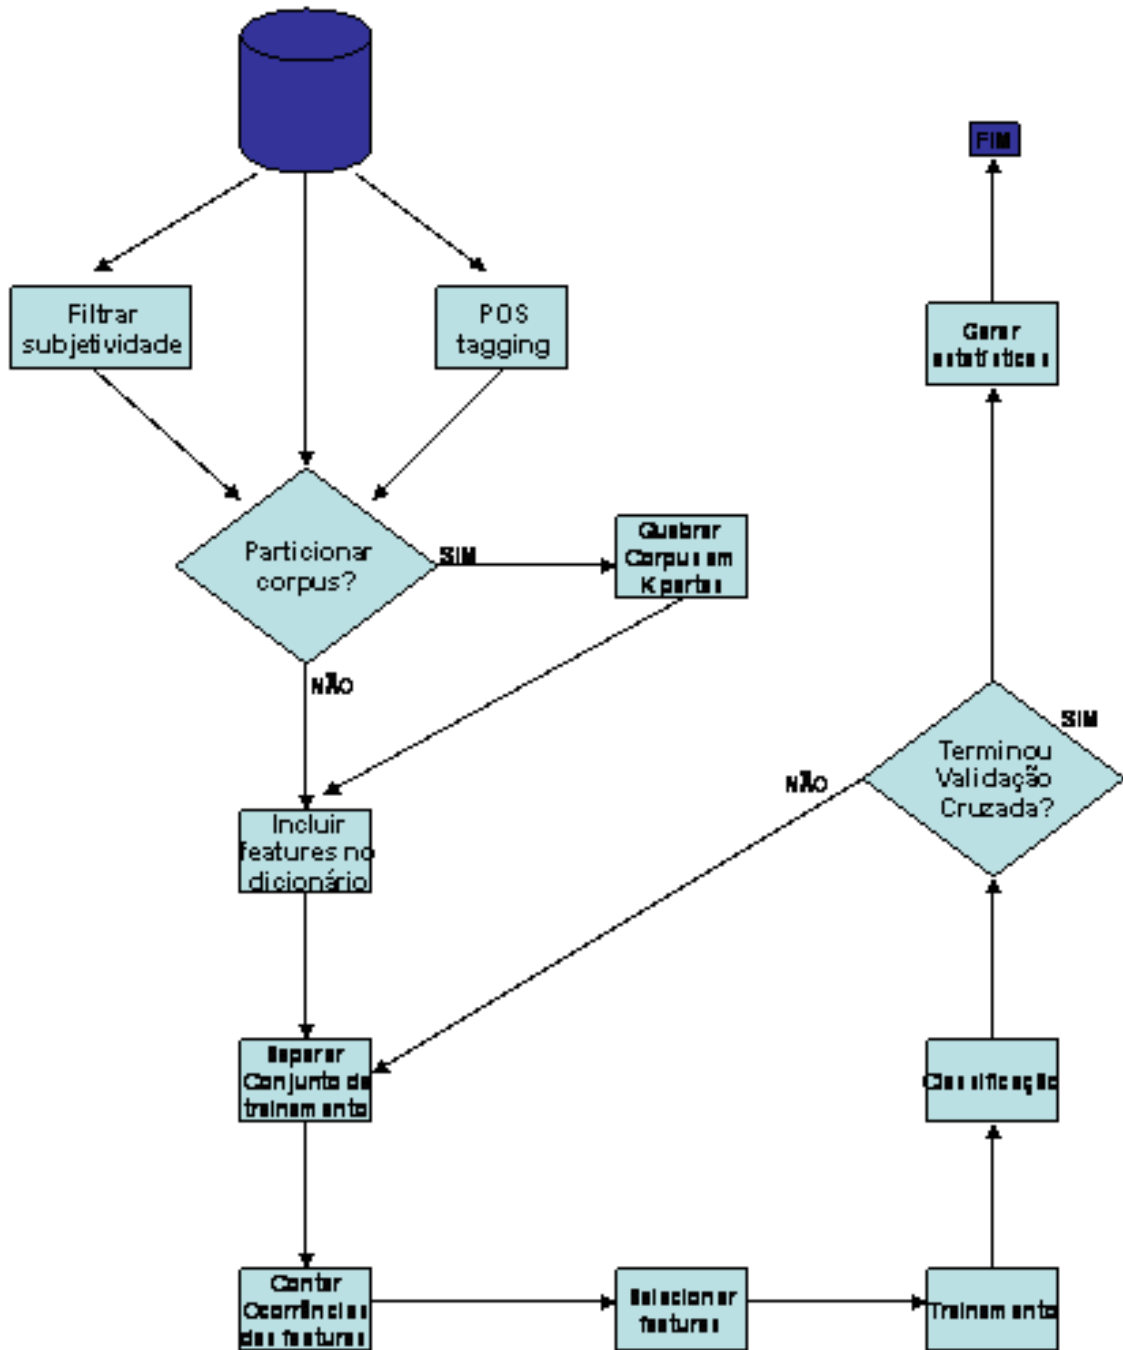 FIM
Filtrar
subjetividade
POS
tagging
Gerar
estatísticas
Particionar
corpus?
SIM
Quebrar
Corpus em
K partes
NÃO
SIM
Terminou
Validação
Cruzada?
NÃO
Incluir
features no
dicionário
Separar
Conjunto de
treinamento
Classificação
Contar
Ocorrências
das features
Selecionar
features
Treinamento